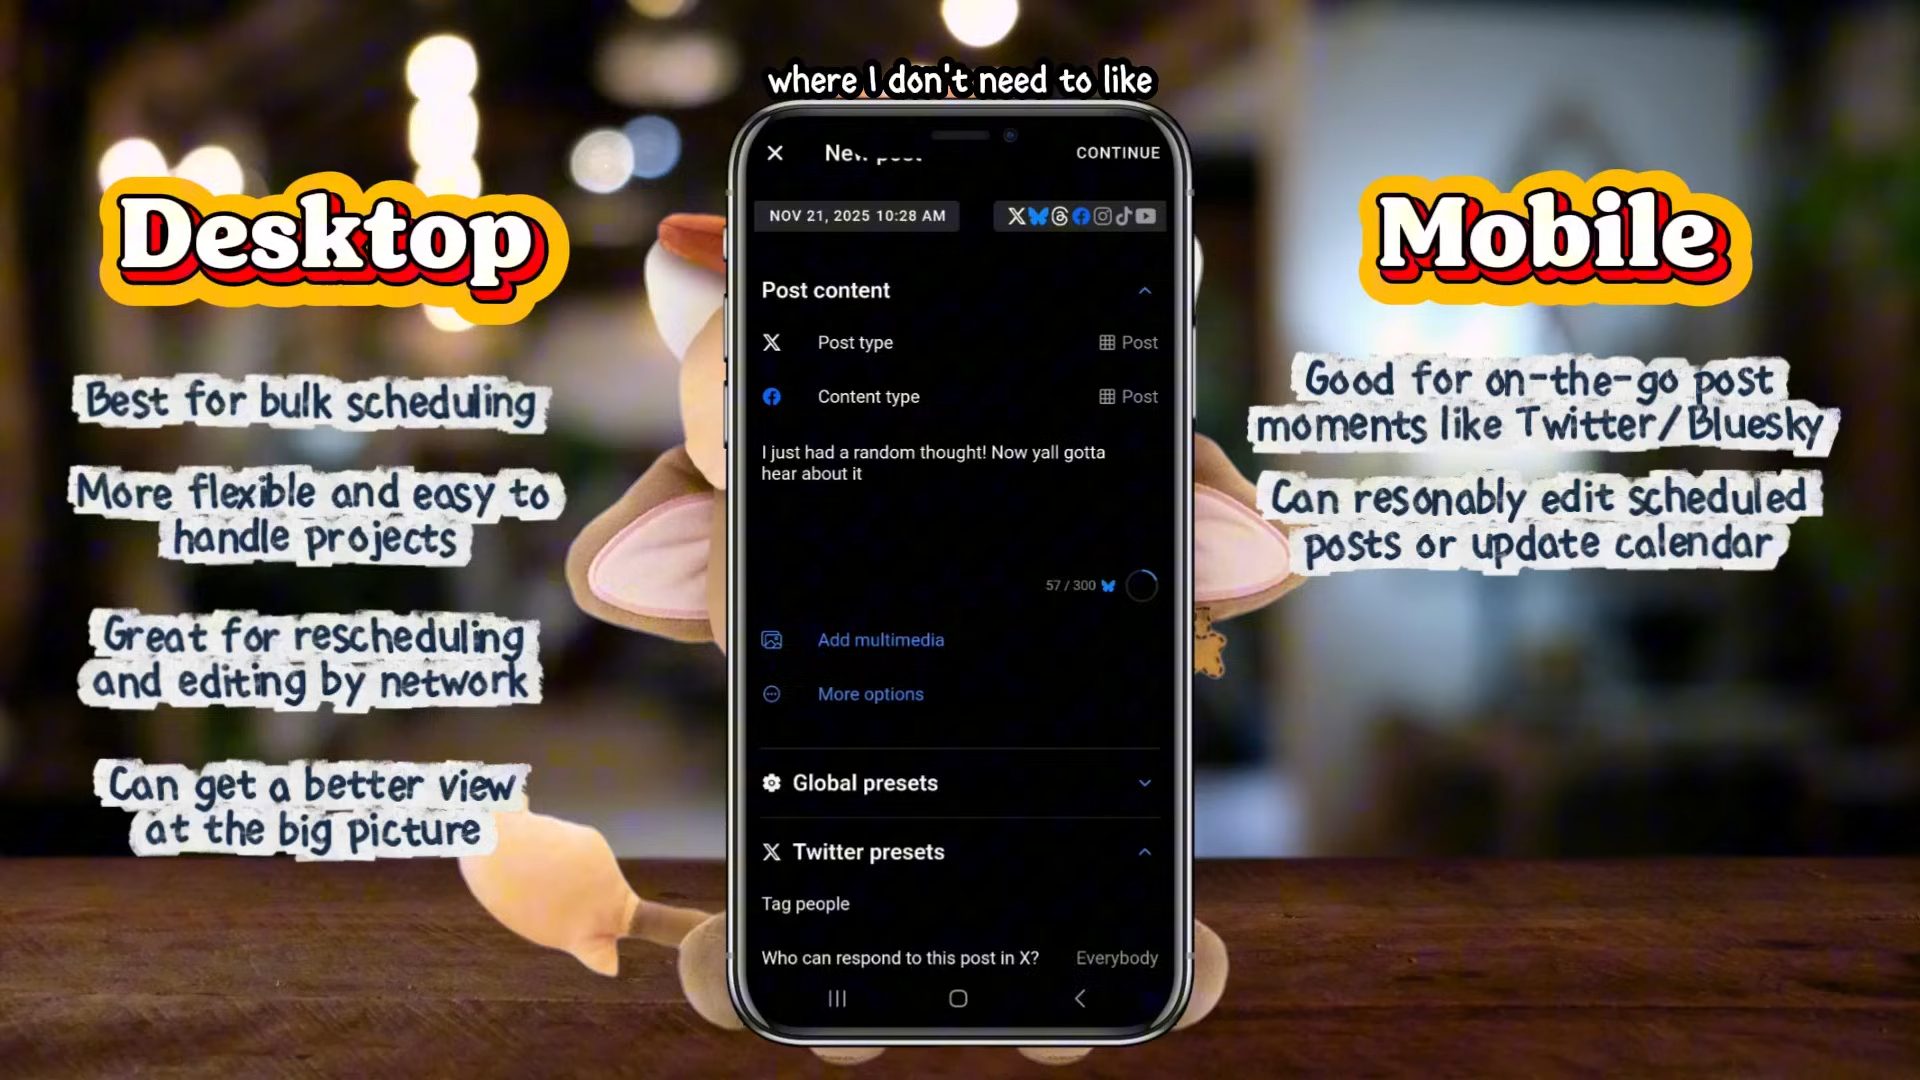 where I don't need to like
Desktop
Best for bulk scheduling
More flexible and easy to
handle projects
Great for rescheduling
and editing by network
Can get a better view
at the big picture
New post
CONTINUE
NOV 21, 2025 10:28 AM
Post content
Post type
Post
Content type
Post
I just had a random thought! Now yall gotta
hear about it
57 / 300
Add multimedia
More options
Global presets
Twitter presets
Tag people
Who can respond to this post in X?
Everybody
Mobile
Good for on-the-go post
moments like Twitter/Bluesky
Can resonably edit scheduled
posts or update calendar